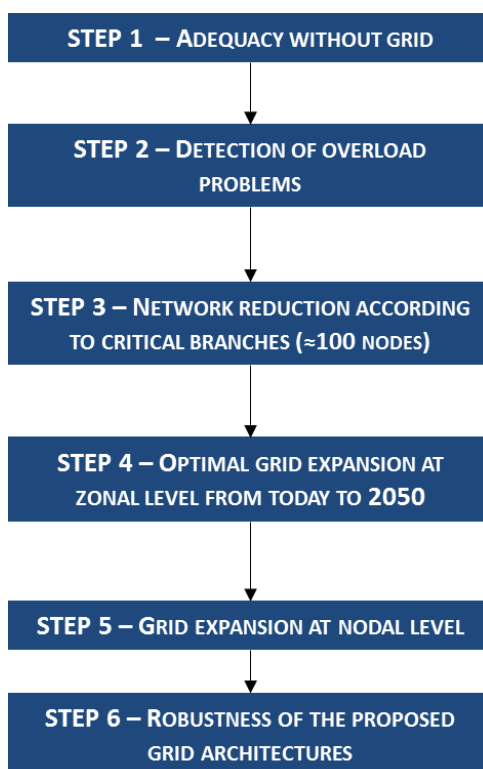 STEP 1 – ADEQUACY WITHOUT GRID
STEP 2 – DETECTION OF OVERLOAD
PROBLEMS
STEP 3 – NETWORK REDUCTION ACCORDING
TO CRITICAL BRANCHES (≈100 NODES)
STEP 4 – OPTIMAL GRID EXPANSION AT
ZONAL LEVEL FROM TODAY TO 2050
STEP 5 – GRID EXPANSION AT NODAL LEVEL
STEP 6 – ROBUSTNESS OF THE PROPOSED
GRID ARCHITECTURES